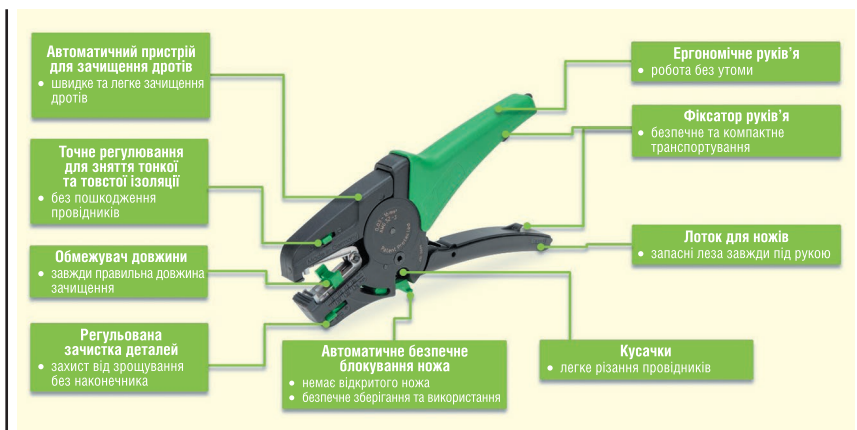 Автоматичний пристрій
для зачищення дротів
• швидке та легке зачищення
дротів
Точне регулювання
для зняття тонкої
та товстої ізоляції
• без пошкодження
провідників
Обмежувач довжини
• завжди правильна довжина
зачищення
Регульована
зачистка деталей
• захист від зрощування
без наконечника
Автоматичне безпечне
блокування ножа
• немає відкритого ножа
• безпечне зберігання та використання
Кусачки
• легке різання провідників
Лоток для ножів
• запасні леза завжди під рукою
Фіксатор руків’я
• безпечне та компактне
транспортування
Ергономічне руків’я
• робота без утоми